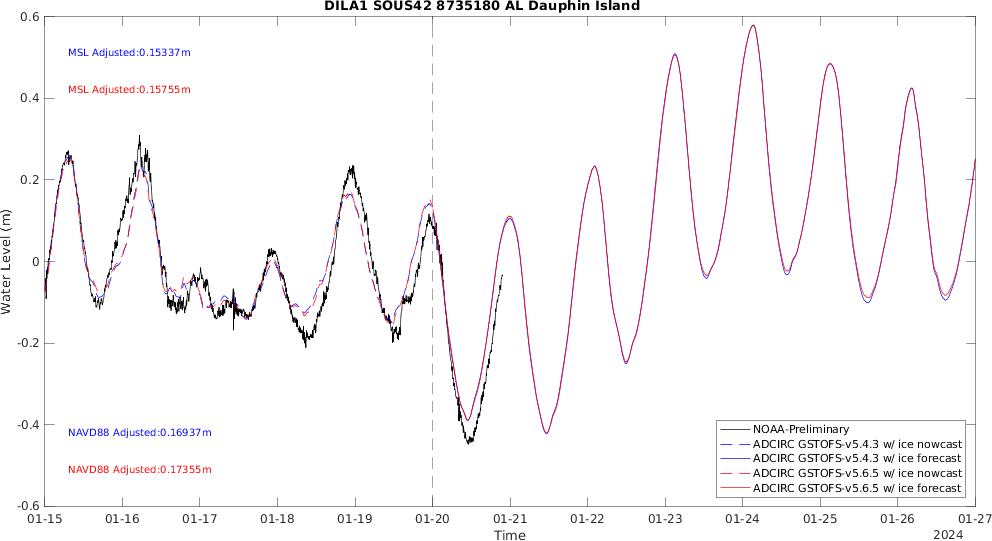 DILA1 SOUS42 8735180 AL Dauphin Island
0.6
0.4
0.2
0
-0.2
-0.4
-0.6
Water Level (m)
MSL Adjusted:0.15337m
MSL Adjusted:0.15755m
NAVD88 Adjusted:0.16937m
NAVD88 Adjusted:0.17355m
NOAA-Preliminary
ADCIRC GSTOFS-v5.4.3 w/ ice nowcast
ADCIRC GSTOFS-v5.4.3 w/ ice forecast
ADCIRC GSTOFS-v5.6.5 w/ ice nowcast
ADCIRC GSTOFS-v5.6.5 w/ ice forecast
01-15 01-16 01-17 01-18 01-19 01-20 01-21 01-22 01-23 01-24 01-25 01-26 01-27
Time
2024